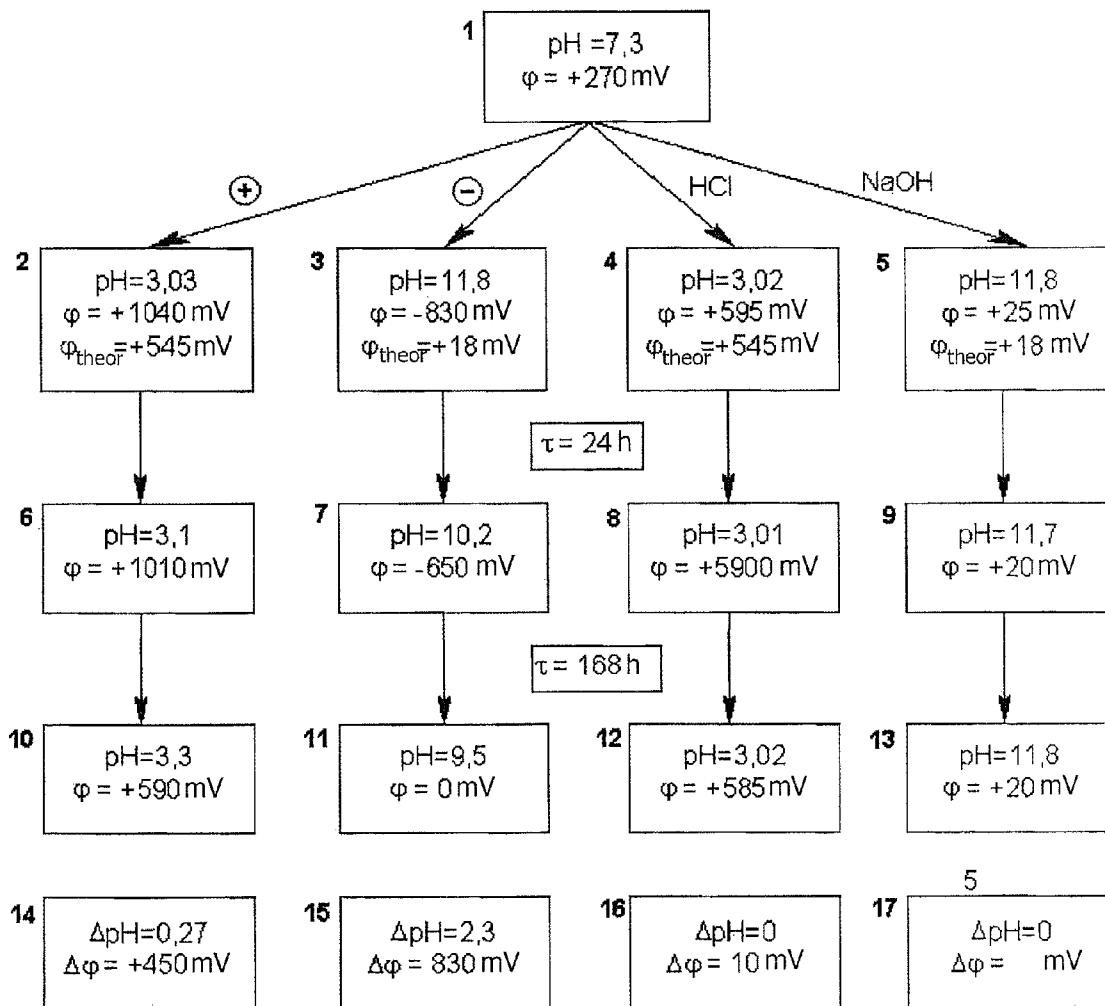 1
pH =7,3
φ = +270 mV
+
−
HCl
NaOH
2
pH=3,03
φ = +1040 mV
φtheor=+545 mV
3
pH=11,8
φ= -830 mV
φtheor=+18 mV
4
pH=3,02
φ = +595 mV
φtheor=+545 mV
5
pH=11,8
φ = +25 mV
φtheor=+18 mV
τ = 24 h
6
pH=3,1
φ = +1010 mV
7
pH=10,2
φ= -650 mV
8
pH=3,01
φ = +5900 mV
9
pH=11,7
φ = +20 mV
τ = 168 h
10
pH=3,3
φ = +590 mV
11
pH=9,5
φ = 0 mV
12
pH=3,02
φ = +585 mV
13
pH=11,8
φ = +20 mV
14
ΔpH=0,27
Δφ = +450 mV
15
ΔpH=2,3
Δφ = 830 mV
16
ΔpH=0
Δφ = 10 mV
5
17
ΔpH=0
Δφ = mV